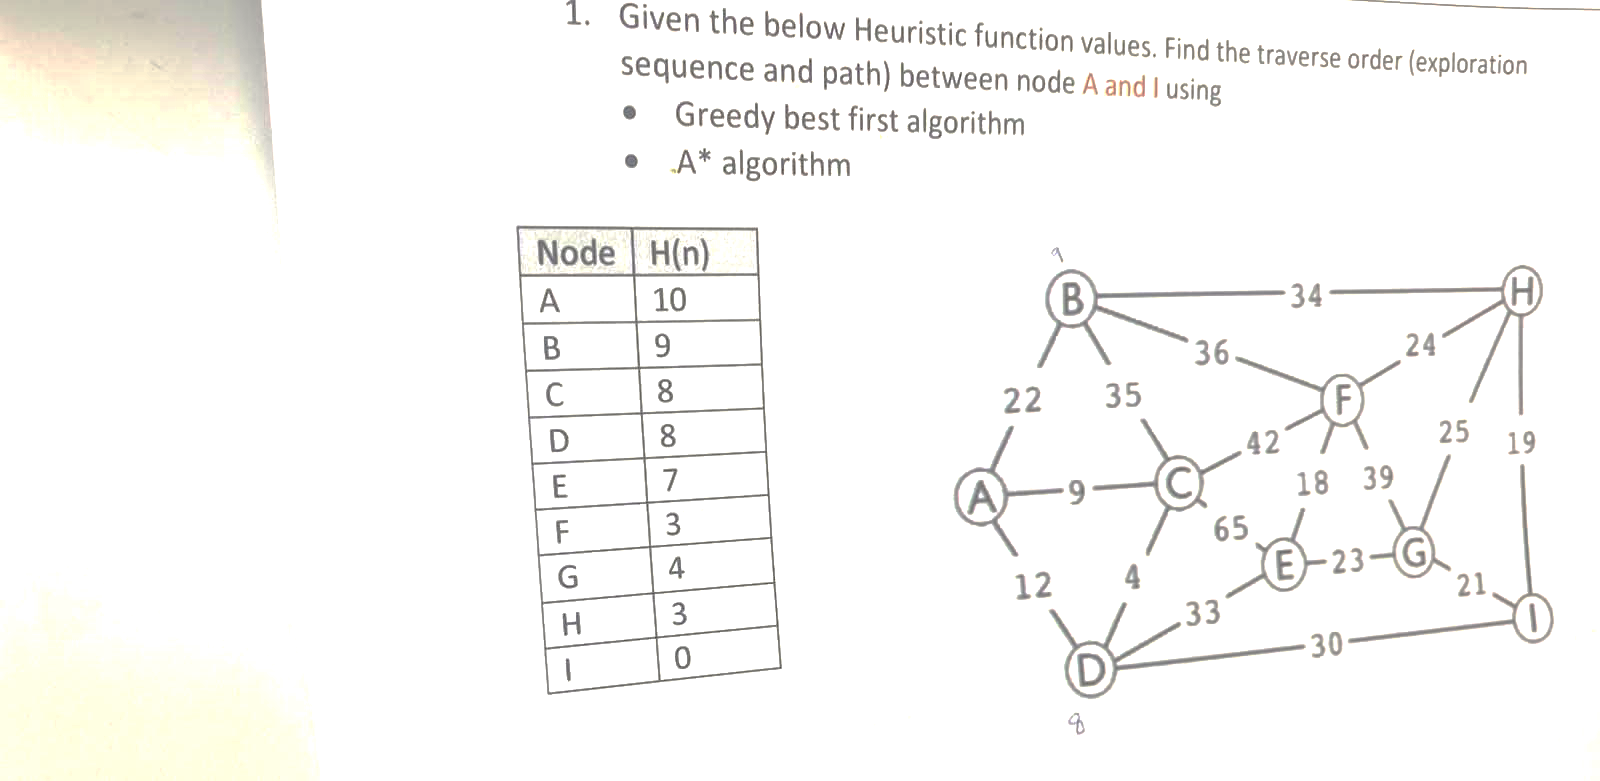 1. Given the below Heuristic function values. Find the traverse order (exploration
sequence and path) between node A and I using
• Greedy best first algorithm
• .A* algorithm
Node H(n)
A 10
B 9
C 8
D 8
E 7
F 3
G 4
H 3
I 0
9
B 34 H
36 24
22 35 F
42 25 19
A 9 C 18 39
65
E 23 G
12 4 21
33 I
30
D
8